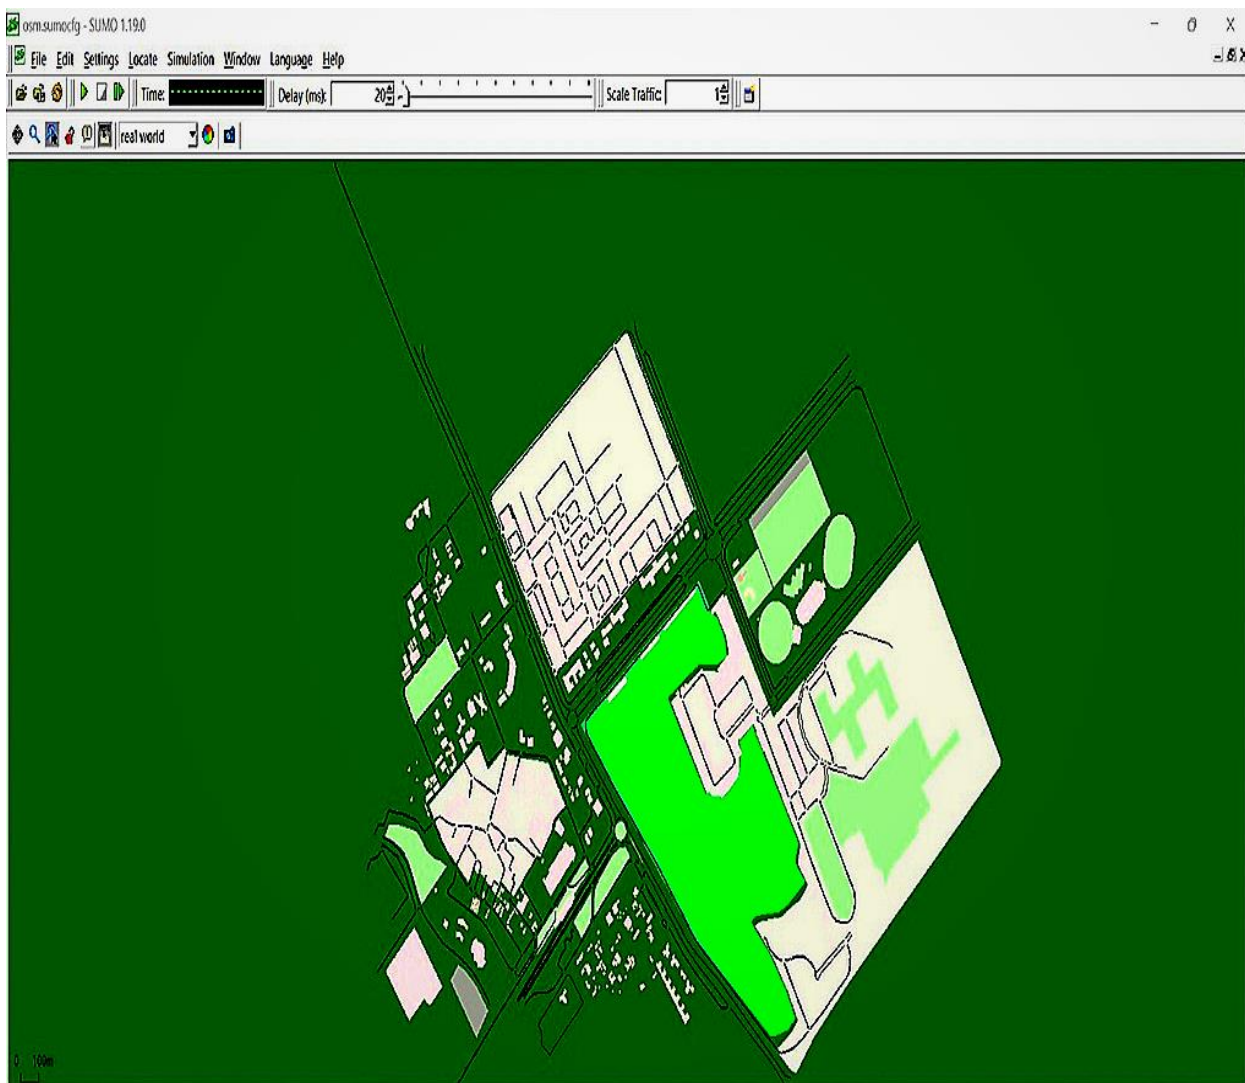 osm.sumocfg - SUMO 1.19.0
File Edit Settings Locate Simulation Window Language Help
Time: Delay (ms): 20 Scale Traffic: 1
real world
0 100m